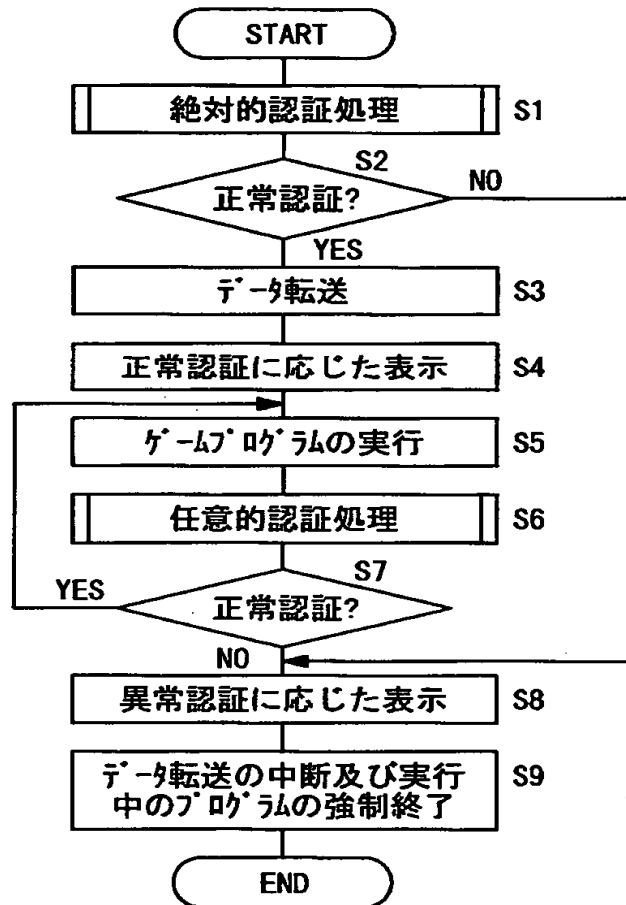 START
絶対的認証処理 S1
S2
正常認証? NO
YES
ﾃﾞｰﾀ転送 S3
正常認証に応じた表示 S4
ｹﾞｰﾑﾌﾟﾛｸﾞﾗﾑの実行 S5
任意的認証処理 S6
S7
YES 正常認証?
NO
異常認証に応じた表示 S8
ﾃﾞｰﾀ転送の中断及び実行 S9
中のﾌﾟﾛｸﾞﾗﾑの強制終了
END